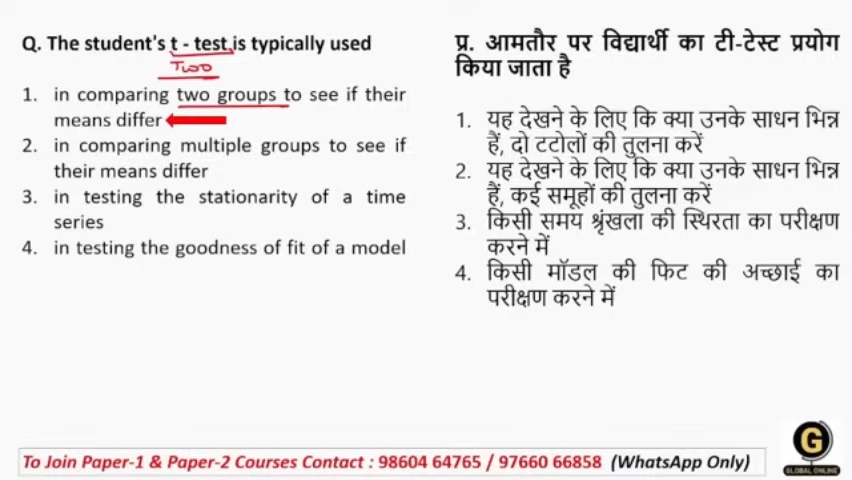 Q. The student's t - test is typically used
Two
1. in comparing two groups to see if their
means differ
2. in comparing multiple groups to see if
their means differ
3. in testing the stationarity of a time
series
4. in testing the goodness of fit of a model
प्र. आमतौर पर विद्यार्थी का टी-टेस्ट प्रयोग
किया जाता है
1. यह देखने के लिए कि क्या उनके साधन भिन्न
हैं, दो टटोलों की तुलना करें
2. यह देखने के लिए कि क्या उनके साधन भिन्न
हैं, कई समूहों की तुलना करें
3. किसी समय श्रृंखला की स्थिरता का परीक्षण
करने में
4. किसी मॉडल की फिट की अच्छाई का
परीक्षण करने में
G
GLOBAL ONLINE
To Join Paper-1 & Paper-2 Courses Contact : 98604 64765 / 97660 66858 (WhatsApp Only)